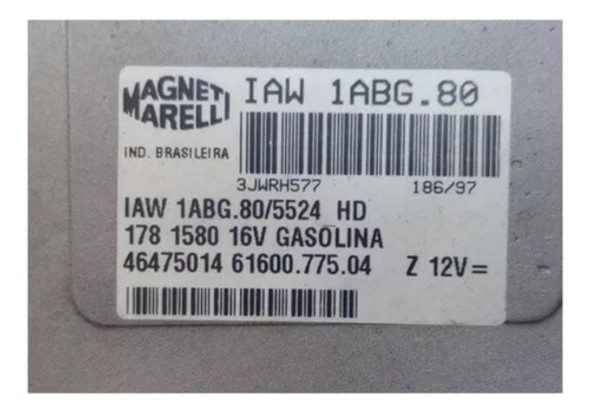 MAGNETI MARELLI
IAW 1ABG.80
IND. BRASILEIRA
3JWRH577 186/97
IAW 1ABG.80/5524 HD
178 1580 16V GASOLINA
46475014 61600.775.04 Z 12V=